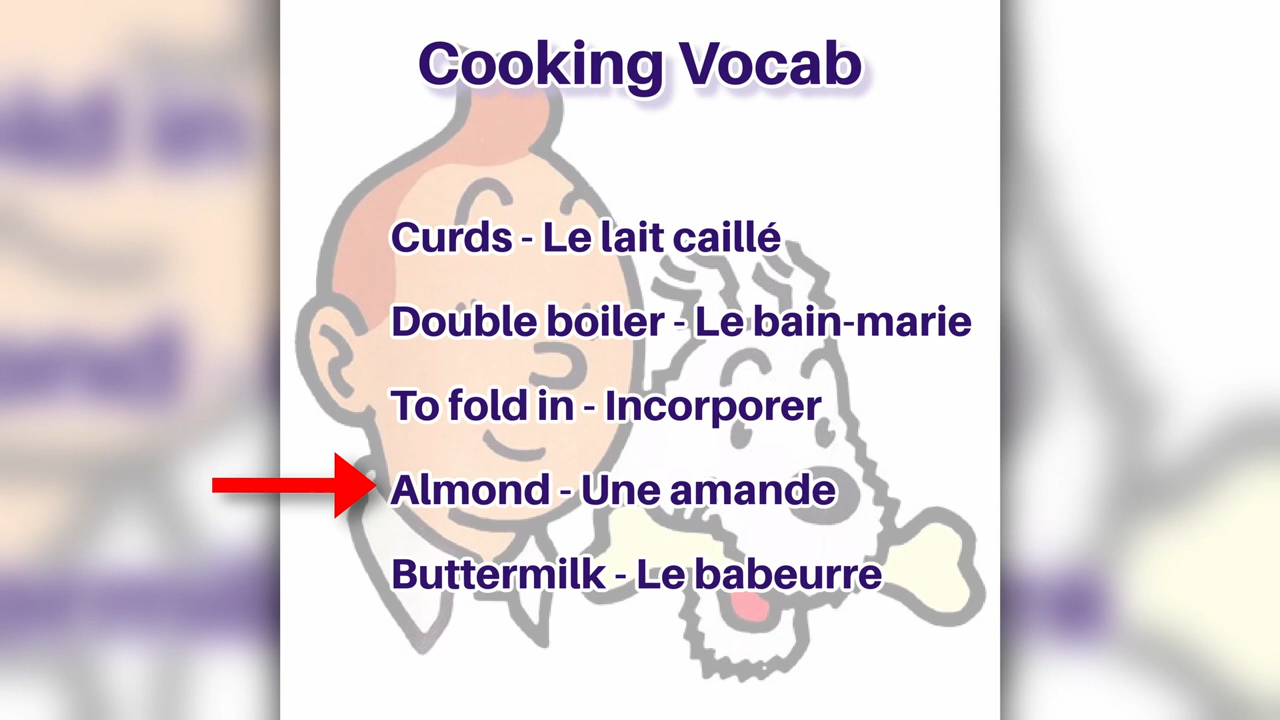 Cooking Vocab
Curds - Le lait caillé
Double boiler - Le bain-marie
To fold in - Incorporer
Almond - Une amande
Buttermilk - Le babeurre